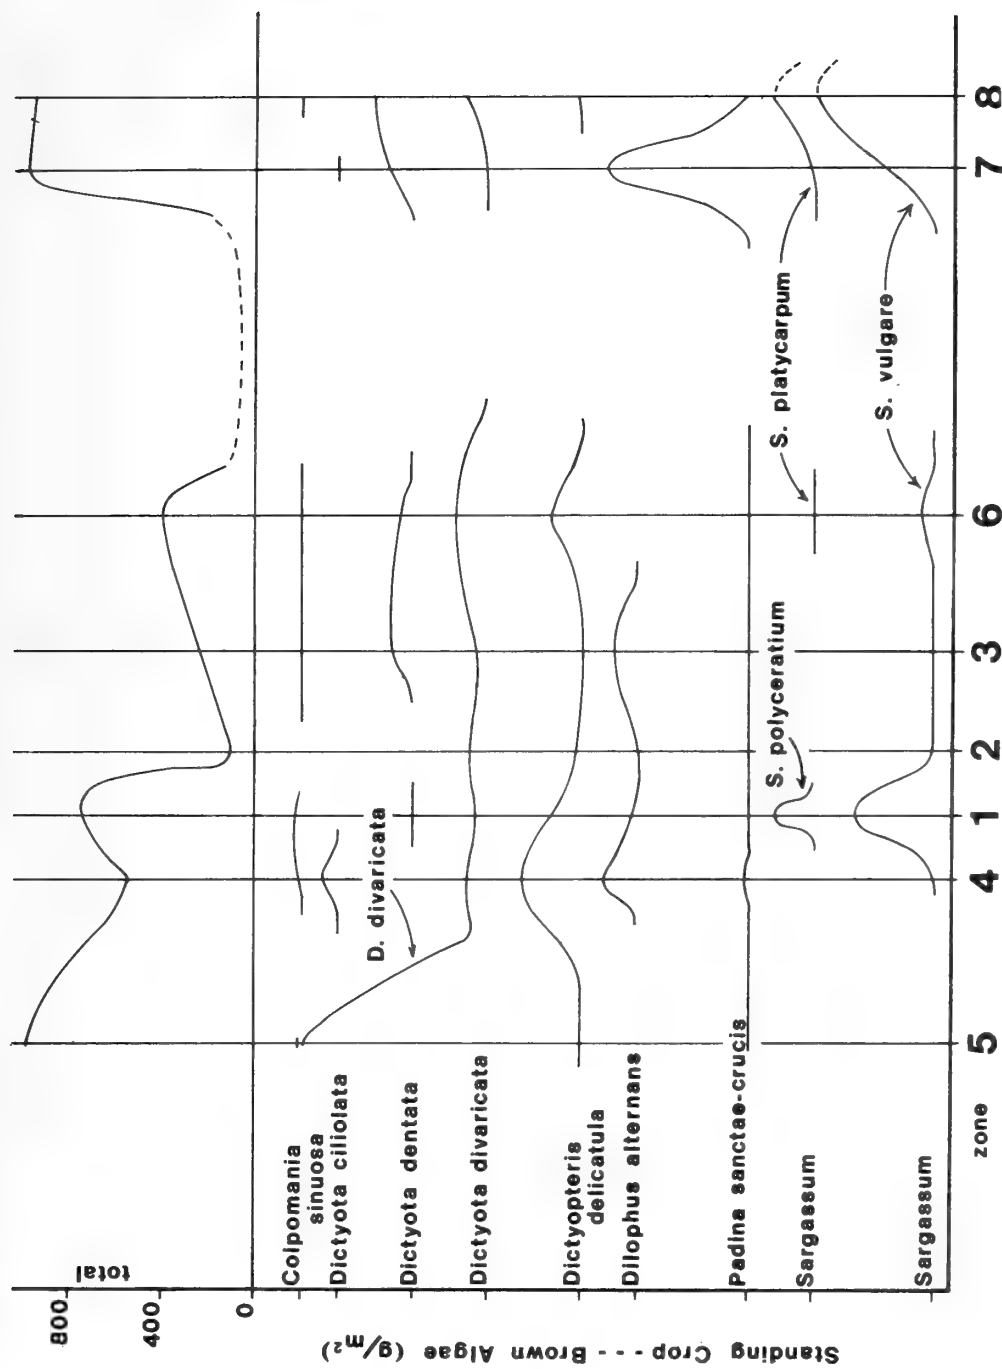 800
400
0
total
Standing Crop --- Brown Algae (g/m²)
Colpomania
sinuosa
Dictyota ciliolata
Dictyota dentata
Dictyota divaricata
Dictyopteris
delicatula
Dilophus alternans
Padina sanctae-crucis
Sargassum
Sargassum
D. divaricata
S. polyceratium
S. platycarpum
S. vulgare
zone
5 4 1 2 3 6 7 8